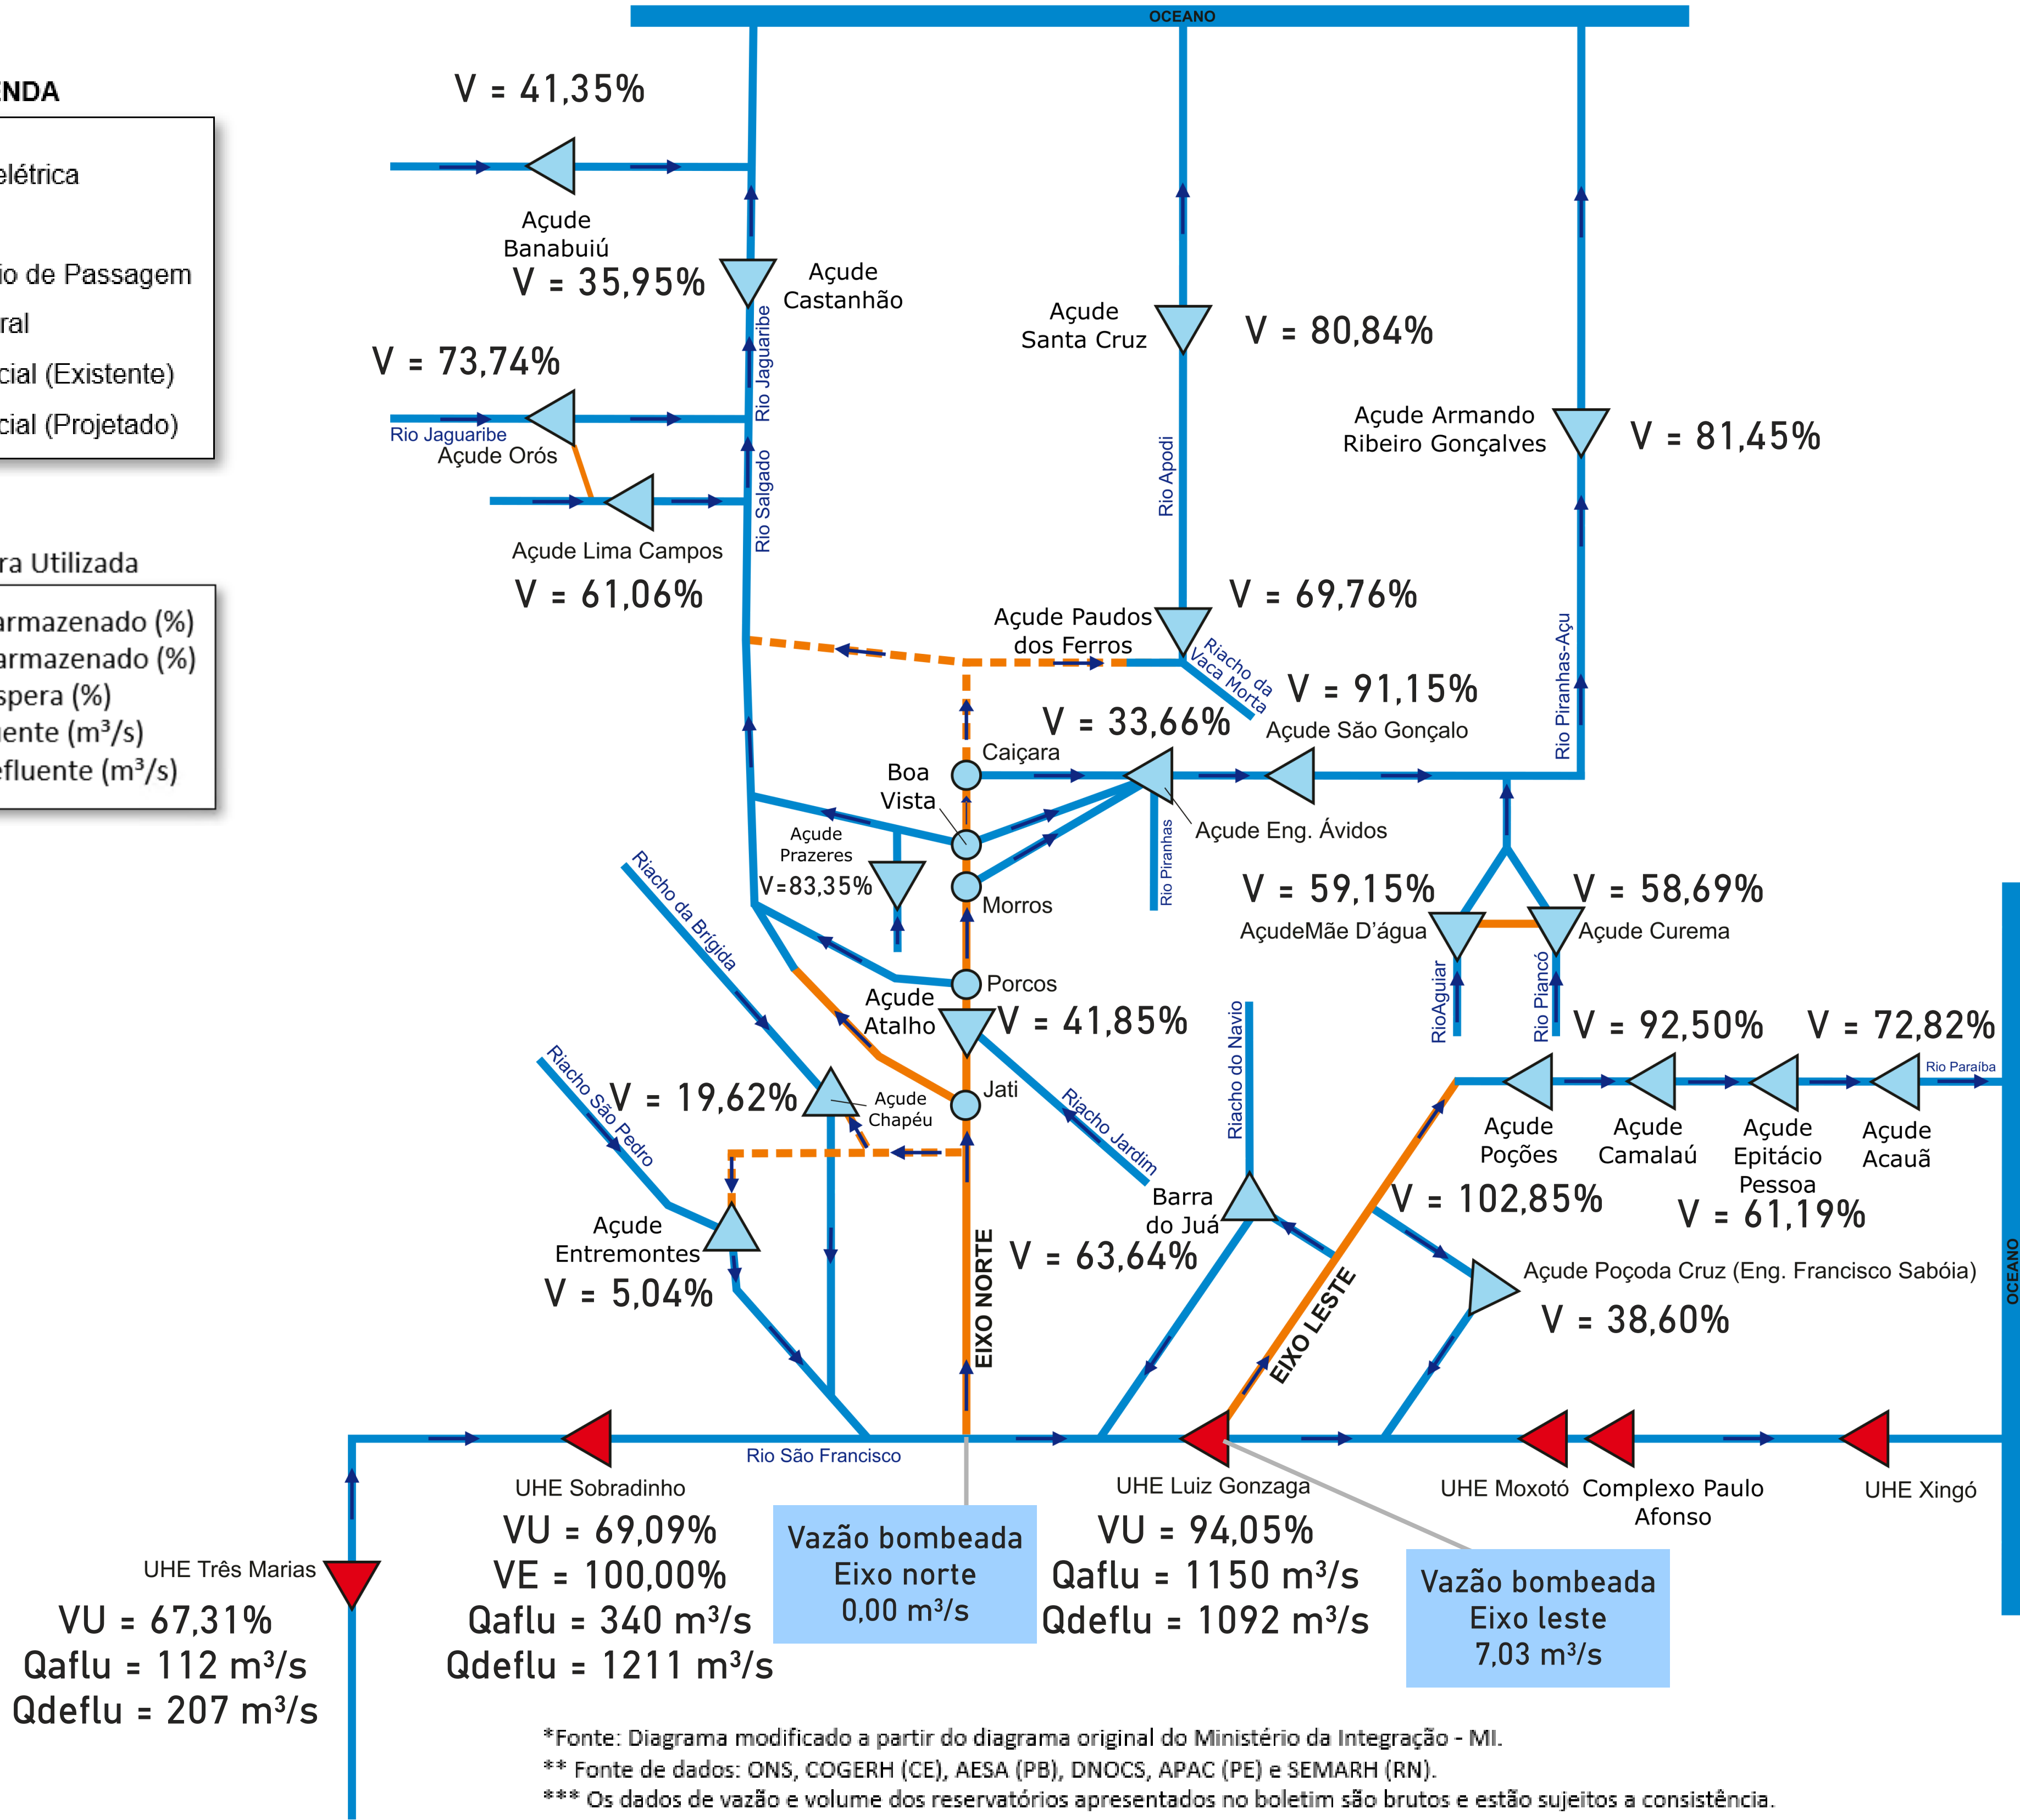 OCEANO
ENDA
elétrica
io de Passagem
ral
cial (Existente)
cial (Projetado)
ra Utilizada
armazenado (%)
armazenado (%)
spera (%)
uente (m³/s)
efluente (m³/s)
V = 41,35%
Açude
Banabuiú
V = 35,95%
Açude
Castanhão
Rio Jaguaribe
V = 73,74%
Rio Jaguaribe
Açude Orós
Rio Salgado
Açude Lima Campos
V = 61,06%
Açude
Santa Cruz
V = 80,84%
Rio Apodi
Açude Armando
Ribeiro Gonçalves
V = 81,45%
Rio Piranhas-Açu
Açude Paudos
dos Ferros
V = 69,76%
Riacho da
Vaca Morta
V = 91,15%
Açude São Gonçalo
V = 33,66%
Caiçara
Boa
Vista
Açude Eng. Ávidos
Rio Piranhas
Açude
Prazeres
V=83,35%
Morros
Porcos
Riacho da Brígida
Açude
Atalho
V = 41,85%
V = 59,15%
AçudeMãe D'água
V = 58,69%
Açude Curema
RioAguiar
Rio Piancó
V = 92,50%
V = 72,82%
Rio Paraíba
Riacho São Pedro
V = 19,62%
Açude
Chapéu
Jati
Riacho Jardim
Riacho do Navio
Açude
Poções
Açude
Camalaú
Açude
Epitácio
Pessoa
Açude
Acauã
V = 102,85%
V = 61,19%
Barra
do Juá
V = 63,64%
Açude
Entremontes
V = 5,04%
EIXO NORTE
EIXO LESTE
Açude Poçoda Cruz (Eng. Francisco Sabóia)
V = 38,60%
OCEANO
Rio São Francisco
UHE Sobradinho
VU = 69,09%
VE = 100,00%
Qaflu = 340 m³/s
Qdeflu = 1211 m³/s
Vazão bombeada
Eixo norte
0,00 m³/s
UHE Luiz Gonzaga
VU = 94,05%
Qaflu = 1150 m³/s
Qdeflu = 1092 m³/s
Vazão bombeada
Eixo leste
7,03 m³/s
UHE Moxotó
Complexo Paulo
Afonso
UHE Xingó
UHE Três Marias
VU = 67,31%
Qaflu = 112 m³/s
Qdeflu = 207 m³/s
*Fonte: Diagrama modificado a partir do diagrama original do Ministério da Integração - MI.
** Fonte de dados: ONS, COGERH (CE), AESA (PB), DNOCS, APAC (PE) e SEMARH (RN).
*** Os dados de vazão e volume dos reservatórios apresentados no boletim são brutos e estão sujeitos a consistência.